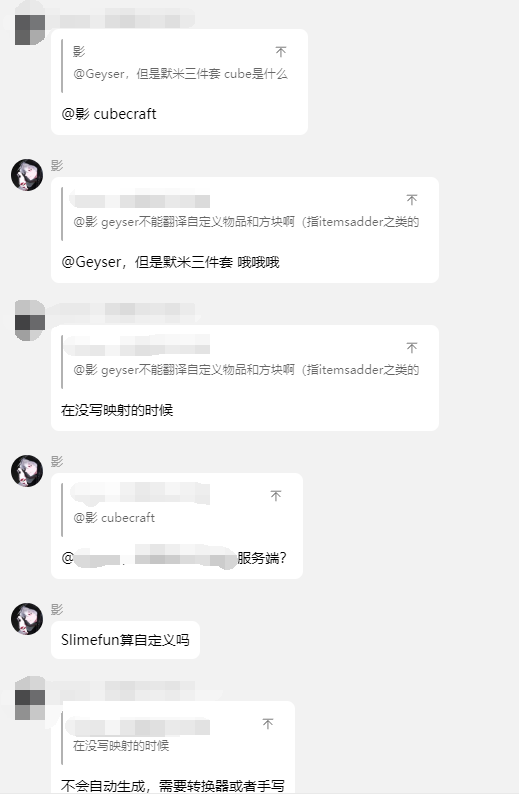 影
@Geyser，但是默米三件套 cube是什么
@影 cubecraft
影
@影 geyser不能翻译自定义物品和方块啊（指itemsadder之类的
@Geyser，但是默米三件套 哦哦哦
@影 geyser不能翻译自定义物品和方块啊（指itemsadder之类的
在没写映射的时候
影
@影 cubecraft
@ 服务端？
影
Slimefun算自定义吗
在没写映射的时候
不会自动生成，需要转换器或者手写